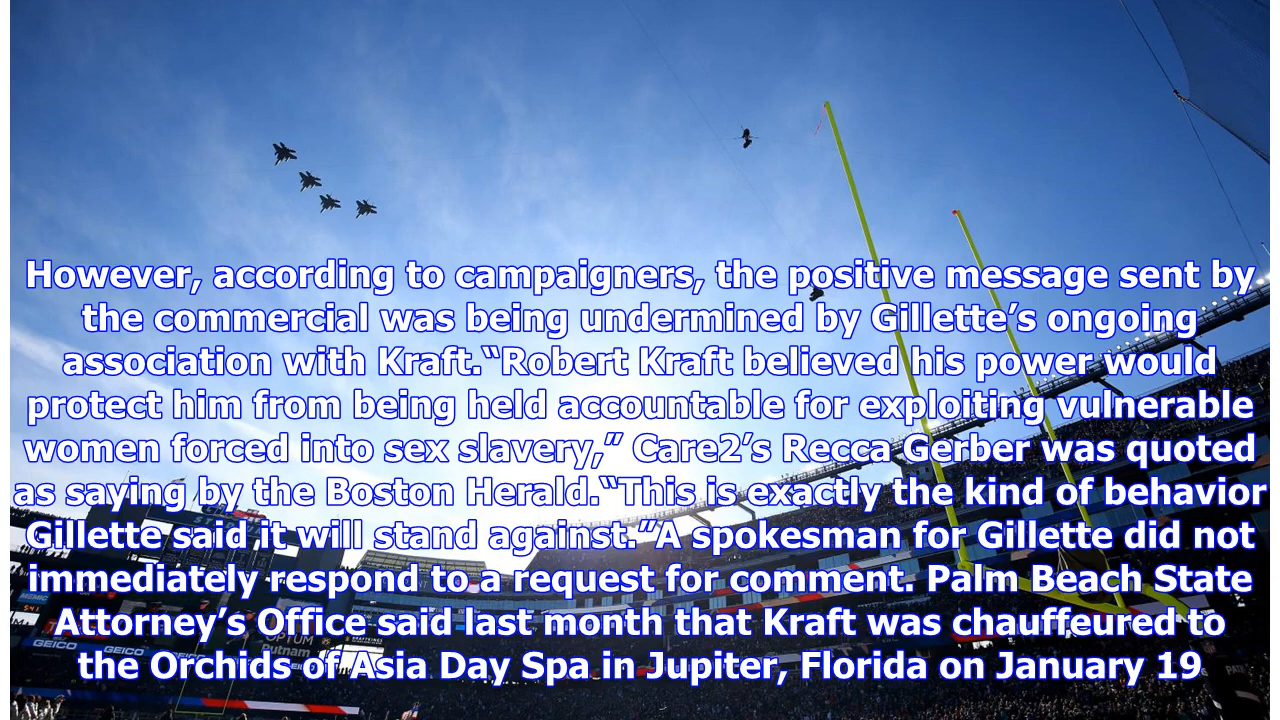 However, according to campaigners, the positive message sent by
the commercial was being undermined by Gillette’s ongoing
association with Kraft.“Robert Kraft believed his power would
protect him from being held accountable for exploiting vulnerable
women forced into sex slavery,” Care2’s Recca Gerber was quoted
as saying by the Boston Herald.“This is exactly the kind of behavior
Gillette said it will stand against.”A spokesman for Gillette did not
immediately respond to a request for comment. Palm Beach State
Attorney’s Office said last month that Kraft was chauffeured to
the Orchids of Asia Day Spa in Jupiter, Florida on January 19
GEICO
GEICO
OPTUM
Putnam
GEICO